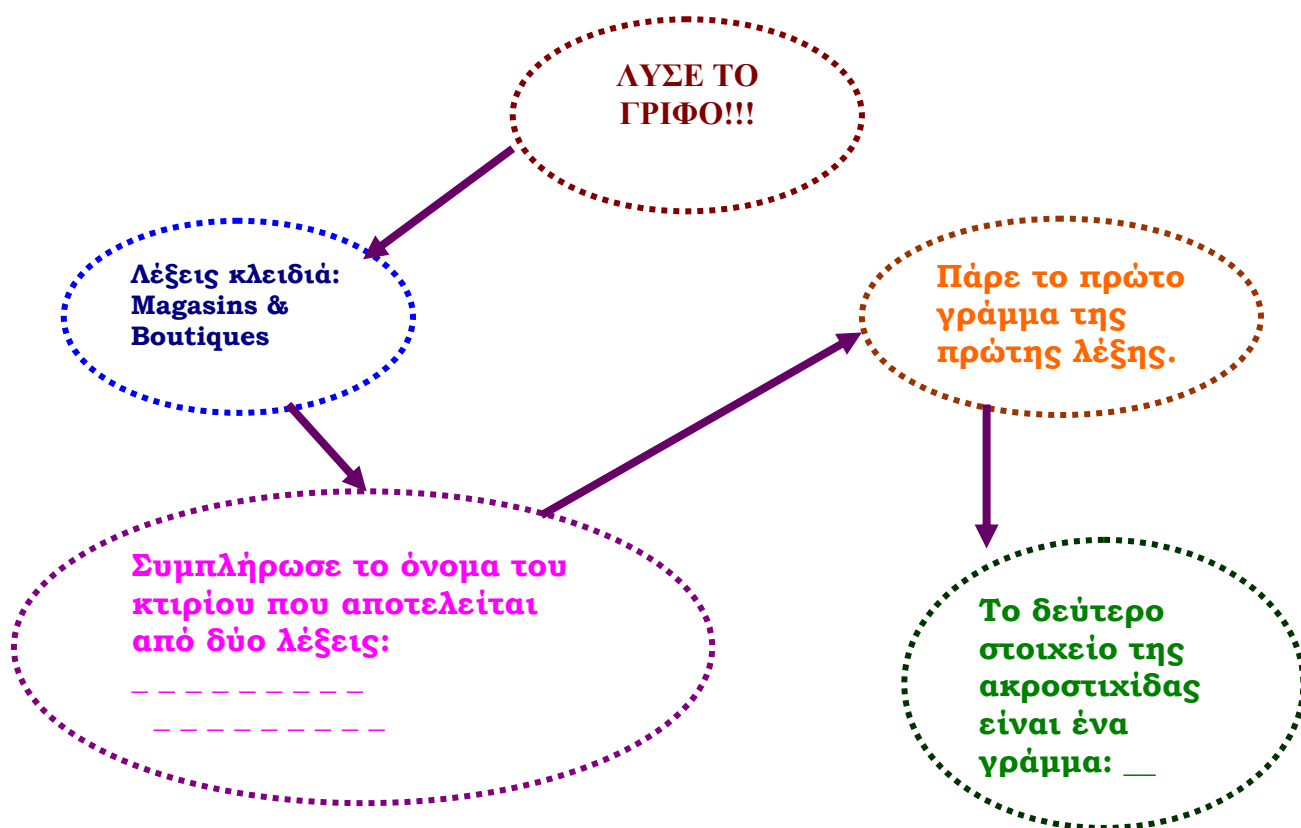 ΛΥΣΕ ΤΟ
ΓΡΙΦΟ!!!
Λέξεις κλειδιά:
Magasins &
Boutiques
Συμπλήρωσε το όνομα του
κτιρίου που αποτελείται
από δύο λέξεις:
_ _ _ _ _ _ _ _ _
_ _ _ _ _ _ _ _ _
Πάρε το πρώτο
γράμμα της
πρώτης λέξης.
Το δεύτερο
στοιχείο της
ακροστιχίδας
είναι ένα
γράμμα: __